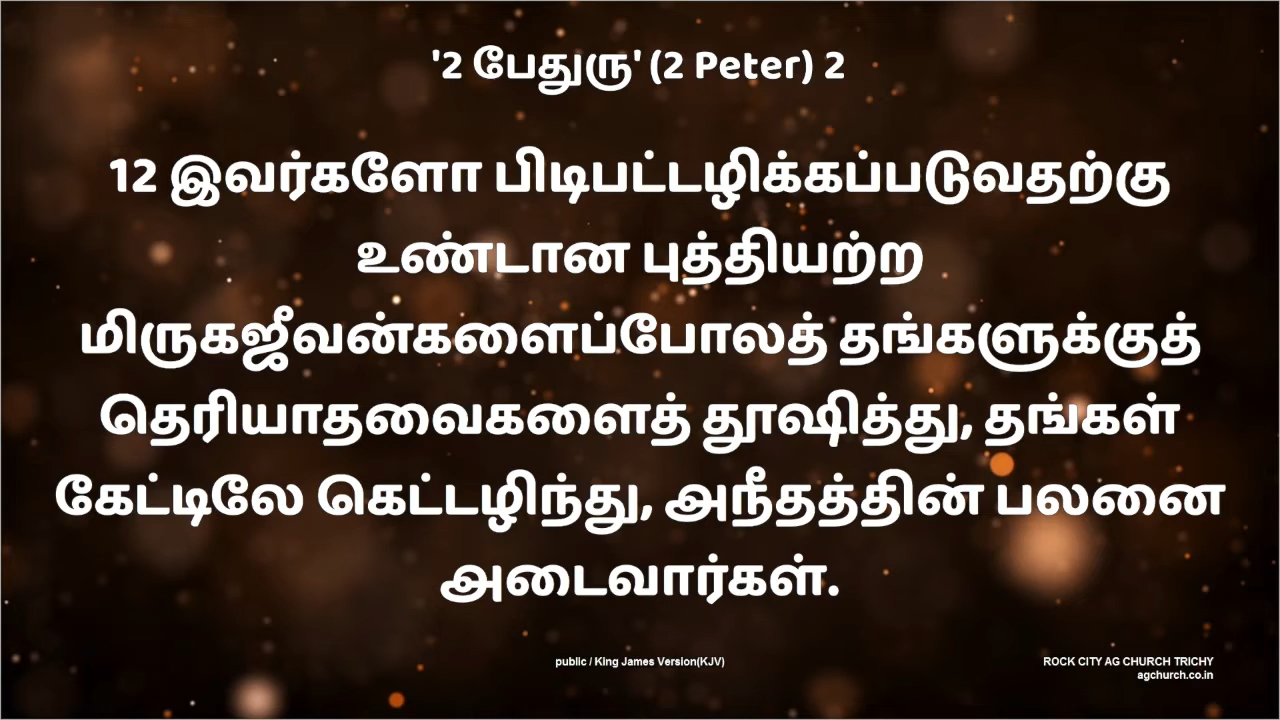 '2 பேதுரு' (2 Peter) 2
12 இவர்களோ பிடிபட்டழிக்கப்படுவதற்கு
உண்டான புத்தியற்ற
மிருகஜீவன்களைப்போலத் தங்களுக்குத்
தெரியாதவைகளைத் தூஷித்து, தங்கள்
கேட்டிலே கெட்டழிந்து, அநீதத்தின் பலனை
அடைவார்கள்.
public / King James Version(KJV)
ROCK CITY AG CHURCH TRICHY
agchurch.co.in